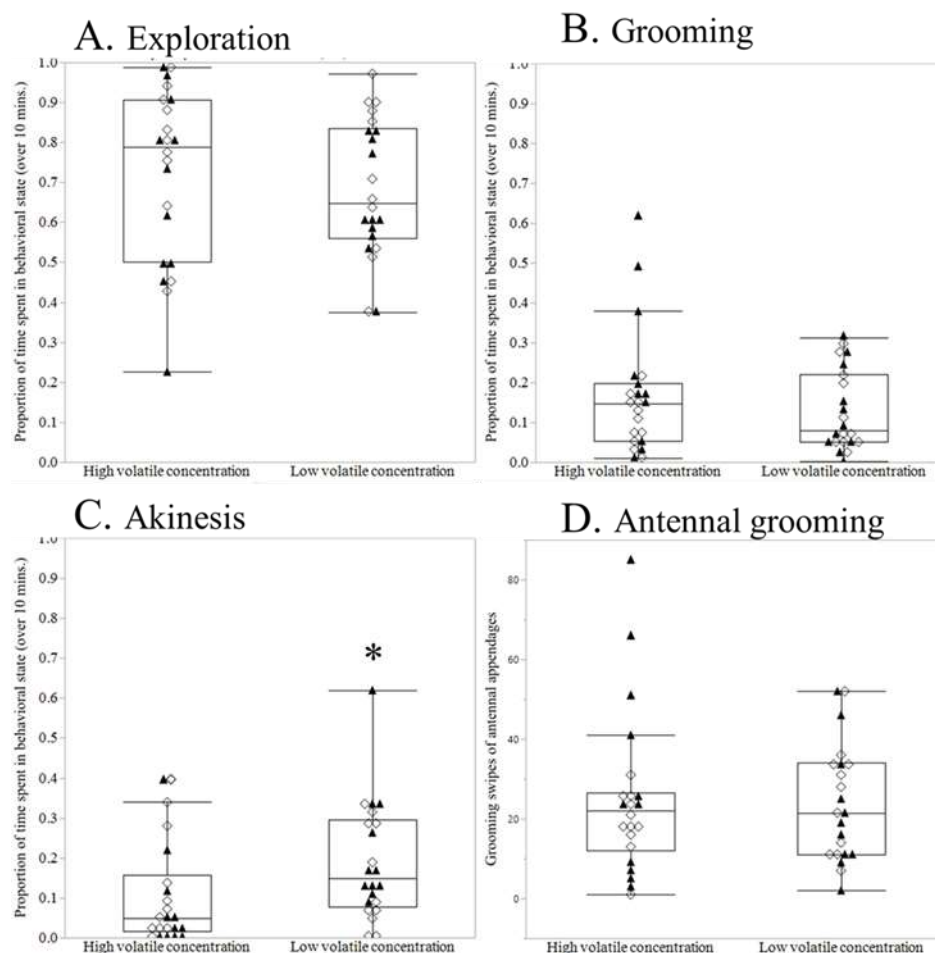 A. Exploration
Proportion of time spent in behavioral state (over 10 mins.)
1.0
0.9
0.8
0.7
0.6
0.5
0.4
0.3
0.2
0.1
0.0
High volatile concentration
Low volatile concentration
B. Grooming
Proportion of time spent in behavioral state (over 10 mins.)
1.0
0.9
0.8
0.7
0.6
0.5
0.4
0.3
0.2
0.1
0.0
High volatile concentration
Low volatile concentration
C. Akinesis
Proportion of time spent in behavioral state (over 10 mins.)
1.0
0.9
0.8
0.7
0.6
0.5
0.4
0.3
0.2
0.1
0.0
*
High volatile concentration
Low volatile concentration
D. Antennal grooming
Grooming swipes of antennal appendages
80
60
40
20
0
High volatile concentration
Low volatile concentration